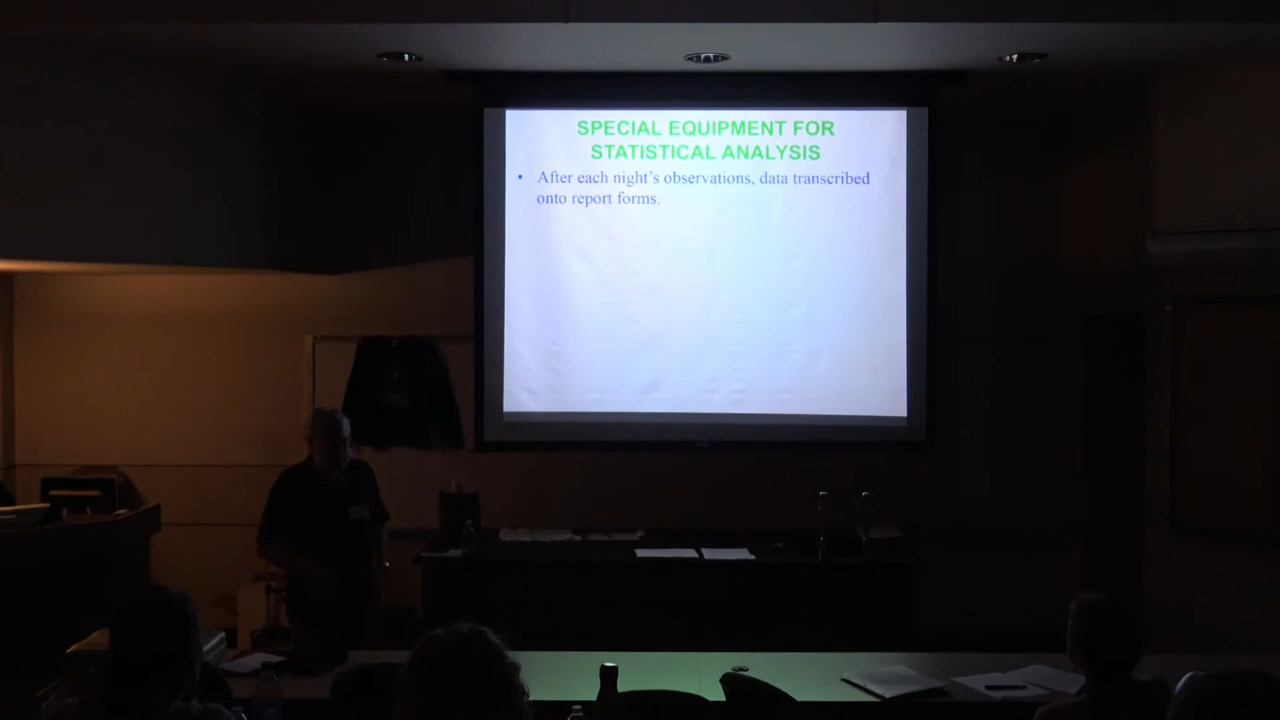 SPECIAL EQUIPMENT FOR
STATISTICAL ANALYSIS
• After each night's observations, data transcribed
onto report forms.